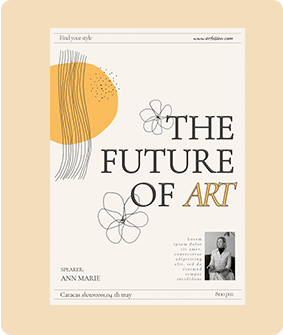 Find your style
www.arfusion.com
THE
FUTURE
OF ART
Lorem
ipsum dolor
sit amet,
consectetur
adipiscing
elit, sed do
eiusmod
tempor
incididunt
SPEAKER:
ANN MARIE
Caracas showroom,04 th may
8:00 pm